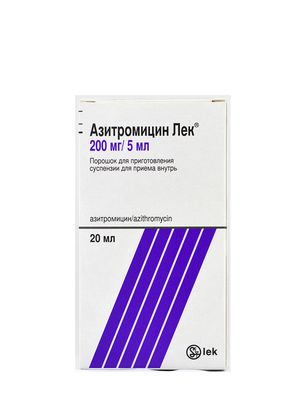 Азитромицин Лек®
200 мг/ 5 мл
Порошок для приготовления
суспензии для приема внутрь
азитромицин/azithromycin
20 мл
lek